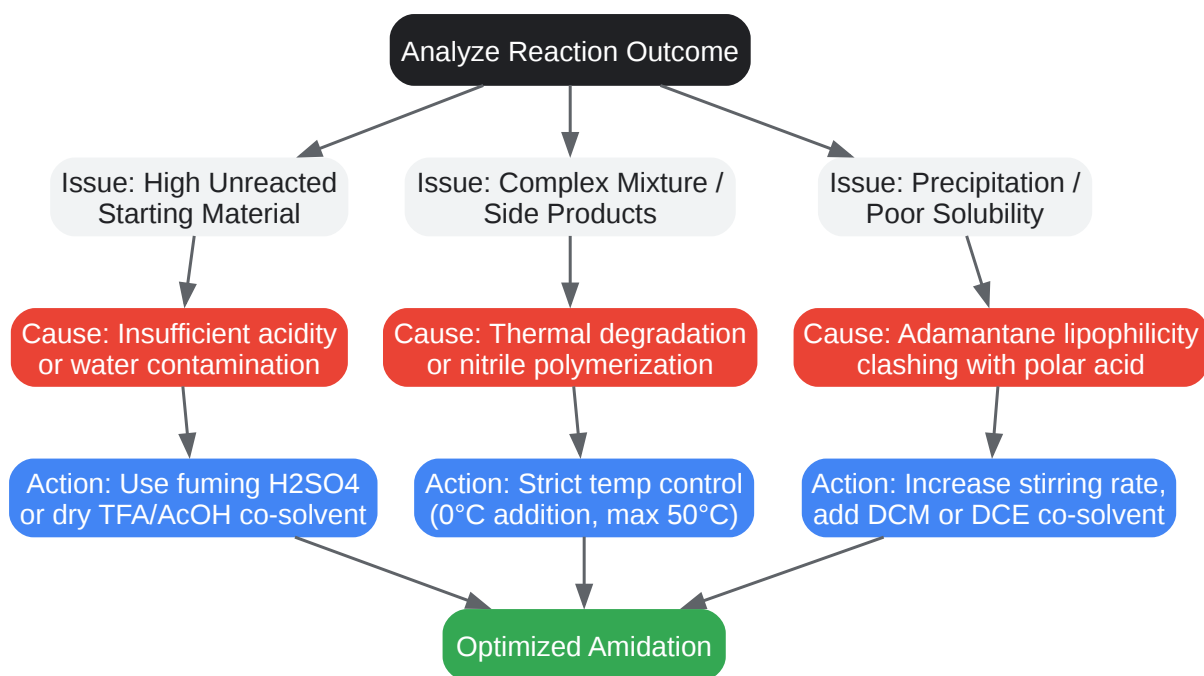 Analyze Reaction Outcome
Issue: High Unreacted
Starting Material
Issue: Complex Mixture /
Side Products
Issue: Precipitation /
Poor Solubility
Cause: Insufficient acidity
or water contamination
Cause: Thermal degradation
or nitrile polymerization
Cause: Adamantane lipophilicity
clashing with polar acid
Action: Use fuming H2SO4
or dry TFA/AcOH co-solvent
Action: Strict temp control
(0°C addition, max 50°C)
Action: Increase stirring rate,
add DCM or DCE co-solvent
Optimized Amidation